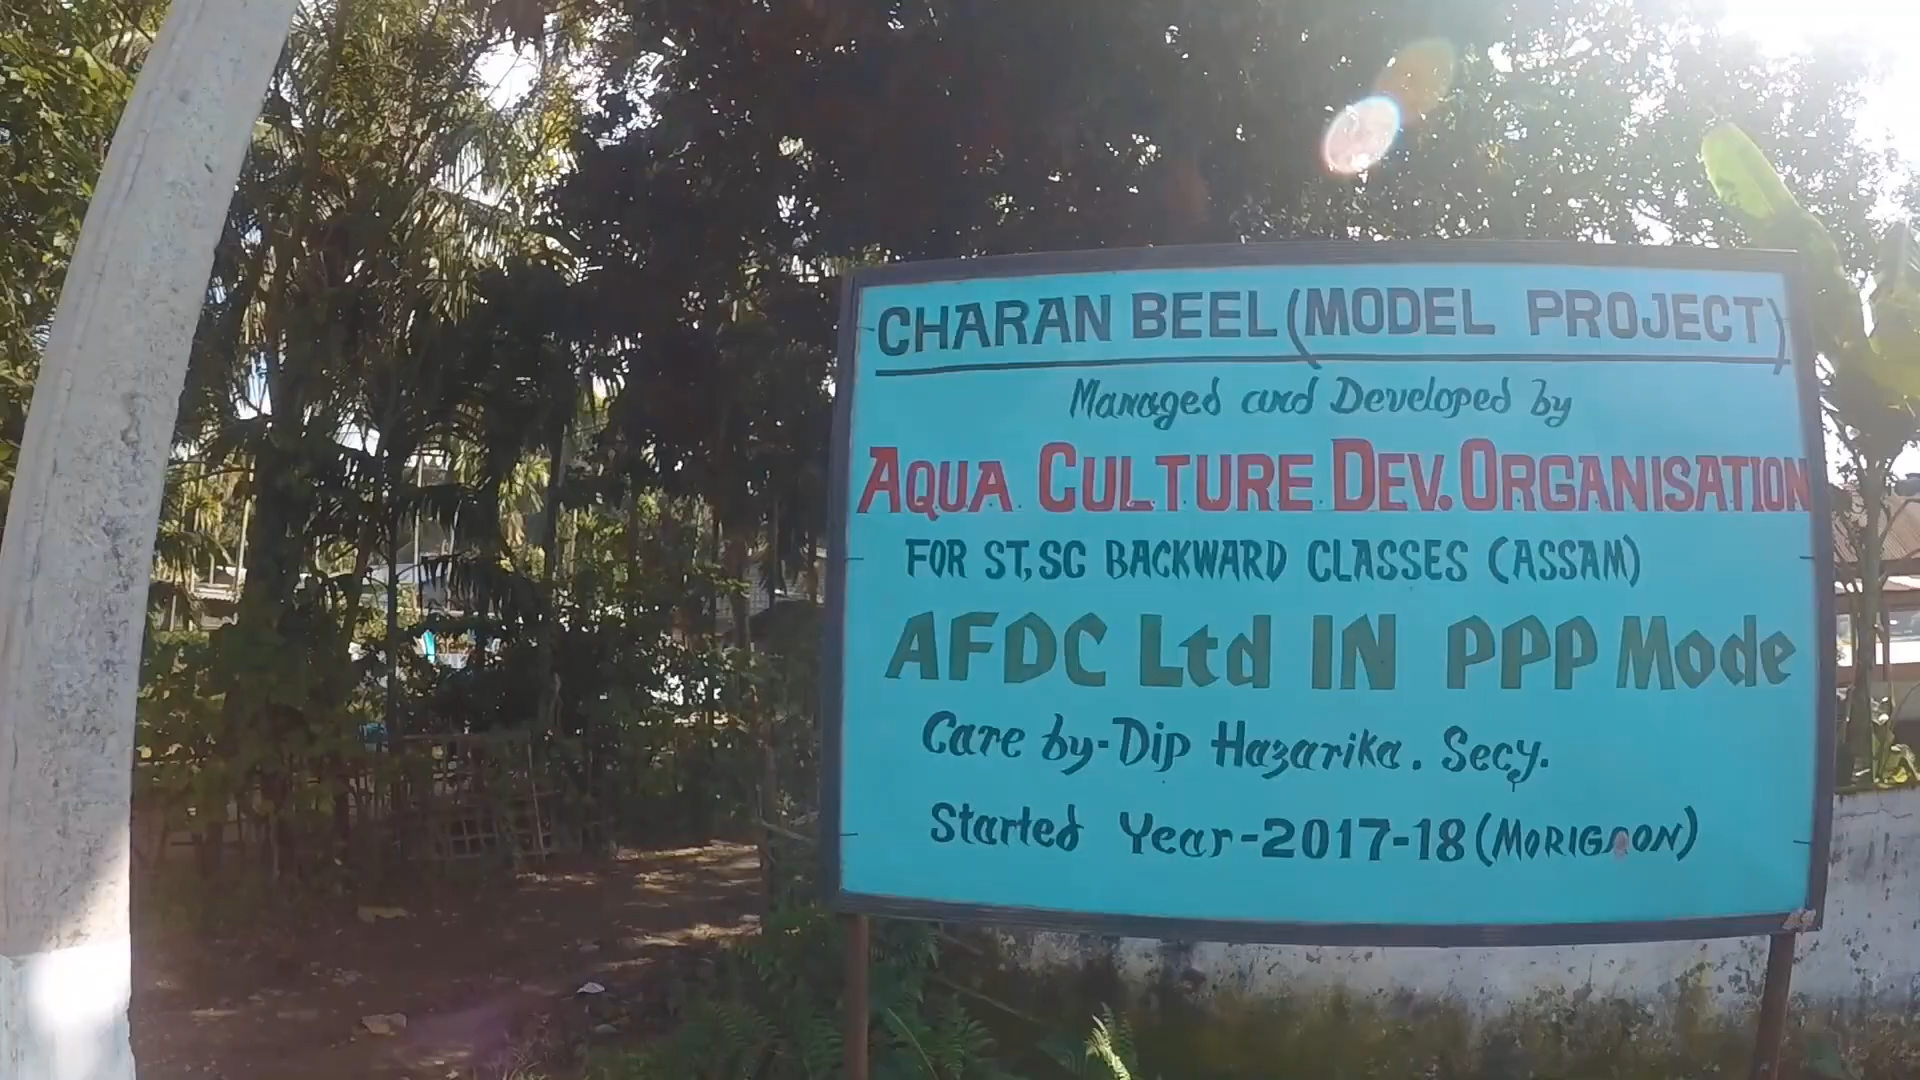 CHARAN BEEL (MODEL PROJECT)
Managed and Developed by
AQUA CULTURE DEV. ORGANISATION
FOR ST, SC BACKWARD CLASSES (ASSAM)
AFDC Ltd IN PPP Mode
Care by-Dip Hazarika. Secy.
Started Year-2017-18 (MORIGAON)